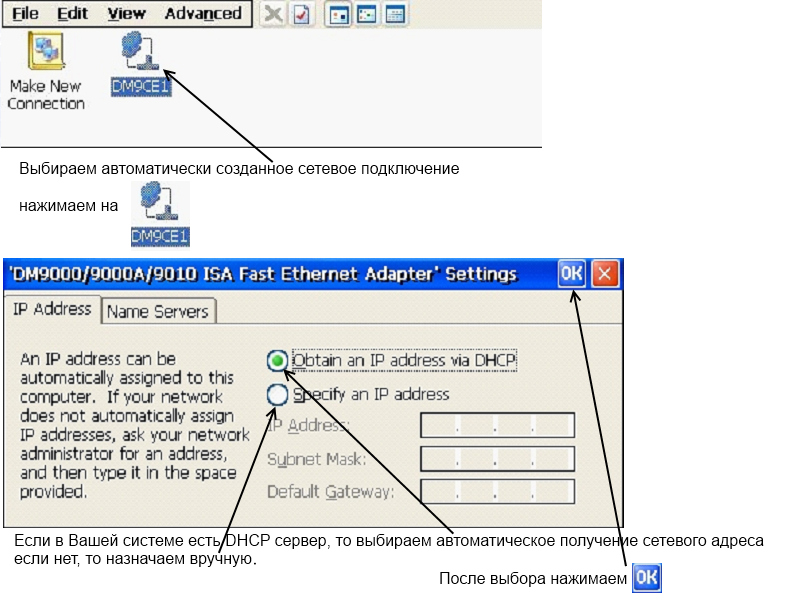 File Edit View Advanced
Make New
Connection
DM9CE1
Выбираем автоматически созданное сетевое подключение
нажимаем на
DM9CE1
'DM9000/9000A/9010 ISA Fast Ethernet Adapter' Settings OK
IP Address Name Servers
An IP address can be
automatically assigned to this
computer. If your network
does not automatically assign
IP addresses, ask your network
administrator for an address,
and then type it in the space
provided.
Obtain an IP address via DHCP
Specify an IP address
IP Address:
Subnet Mask:
Default Gateway:
Если в Вашей системе есть DHCP сервер, то выбираем автоматическое получение сетевого адреса
если нет, то назначаем вручную.
После выбора нажимаем OK